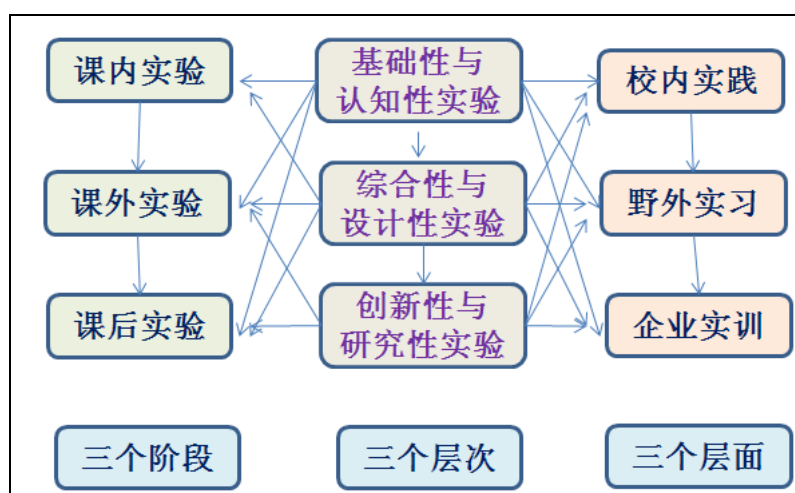 课内实验
基础性与
认知性实验
校内实践
课外实验
综合性与
设计性实验
野外实习
课后实验
创新性与
研究性实验
企业实训
三个阶段
三个层次
三个层面